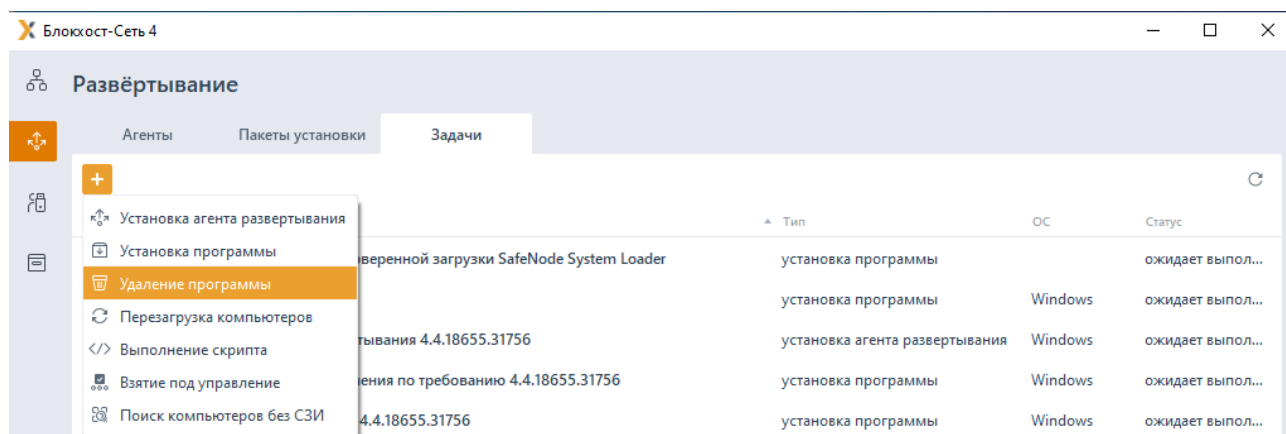 Блокхост-Сеть 4
Развёртывание
Агенты Пакеты установки Задачи
Тип ОС Статус
Установка агента развертывания
Установка программы
веренной загрузки SafeNode System Loader установка программы ожидает выпол...
Удаление программы
установка программы Windows ожидает выпол...
Перезагрузка компьютеров
тывания 4.4.18655.31756 установка агента развертывания Windows ожидает выпол...
Выполнение скрипта
Взятие под управление
ения по требованию 4.4.18655.31756 установка программы Windows ожидает выпол...
Поиск компьютеров без СЗИ
4.4.18655.31756 установка программы Windows ожидает выпол...